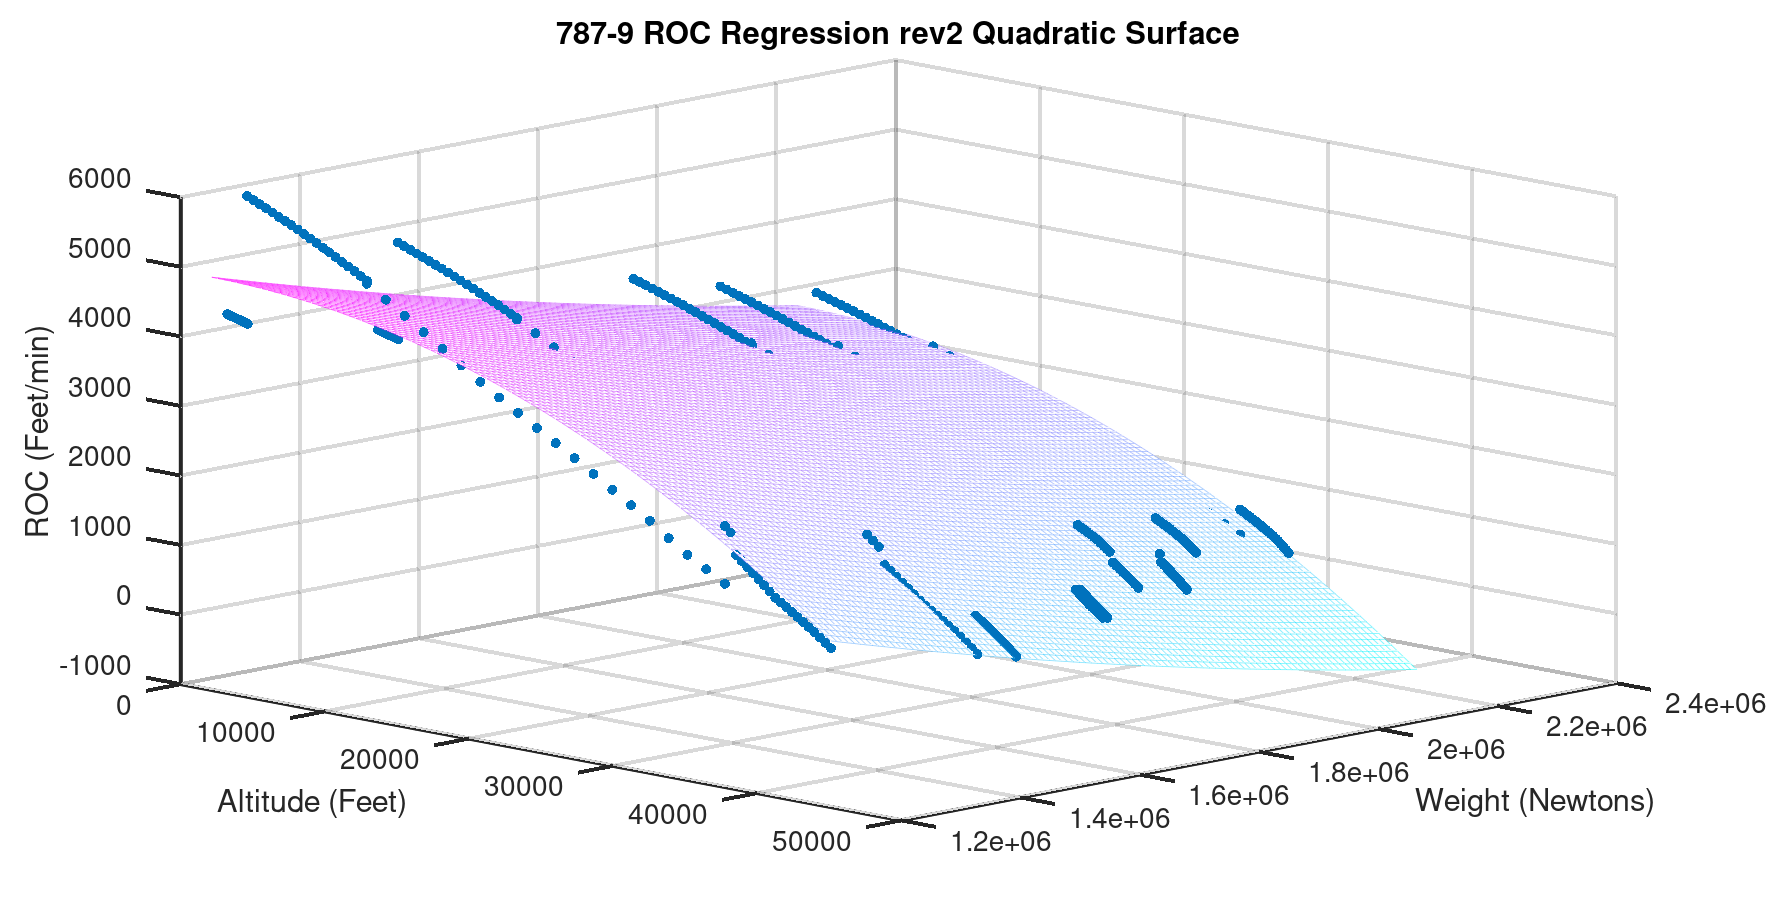 787-9 ROC Regression rev2 Quadratic Surface
6000
5000
4000
3000
2000
1000
0
-1000
ROC (Feet/min)
0
10000
20000
30000
40000
50000
Altitude (Feet)
1.2e+06
1.4e+06
1.6e+06
1.8e+06
2e+06
2.2e+06
2.4e+06
Weight (Newtons)